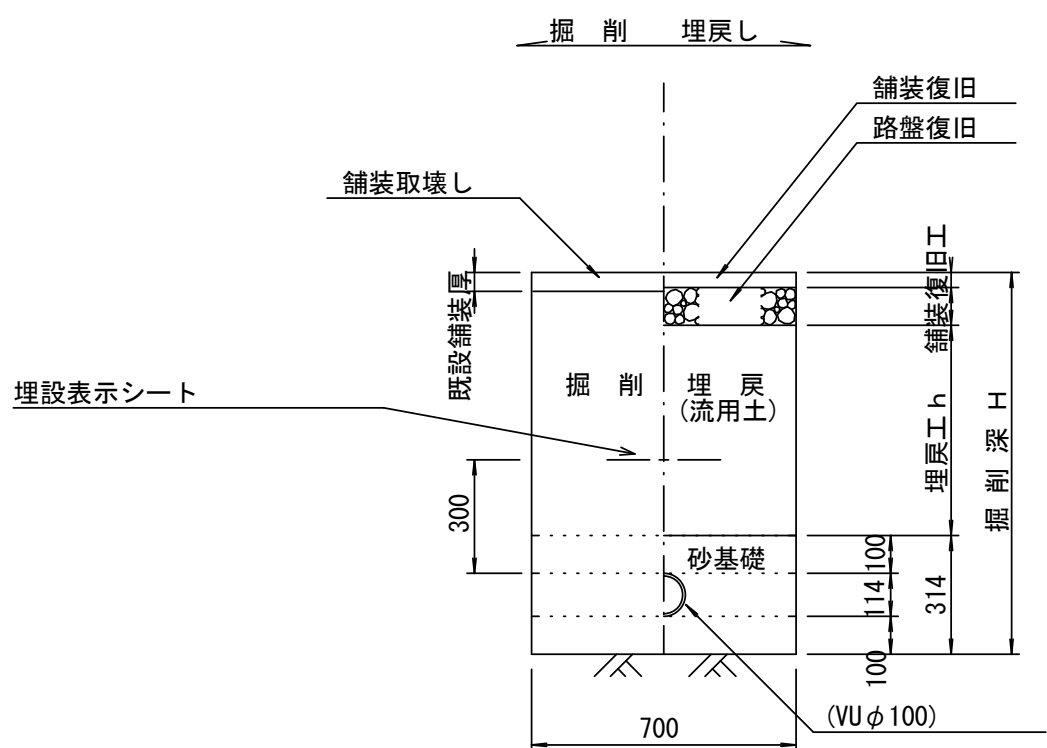 掘 削 埋戻し
舗装復旧
路盤復旧
舗装取壊し
既設舗装厚
舗装復旧工
埋設表示シート
掘 削
埋 戻
(流用土)
埋戻工 h
掘 削 深 H
300
砂基礎
100
114
314
100
(VUφ100)
700